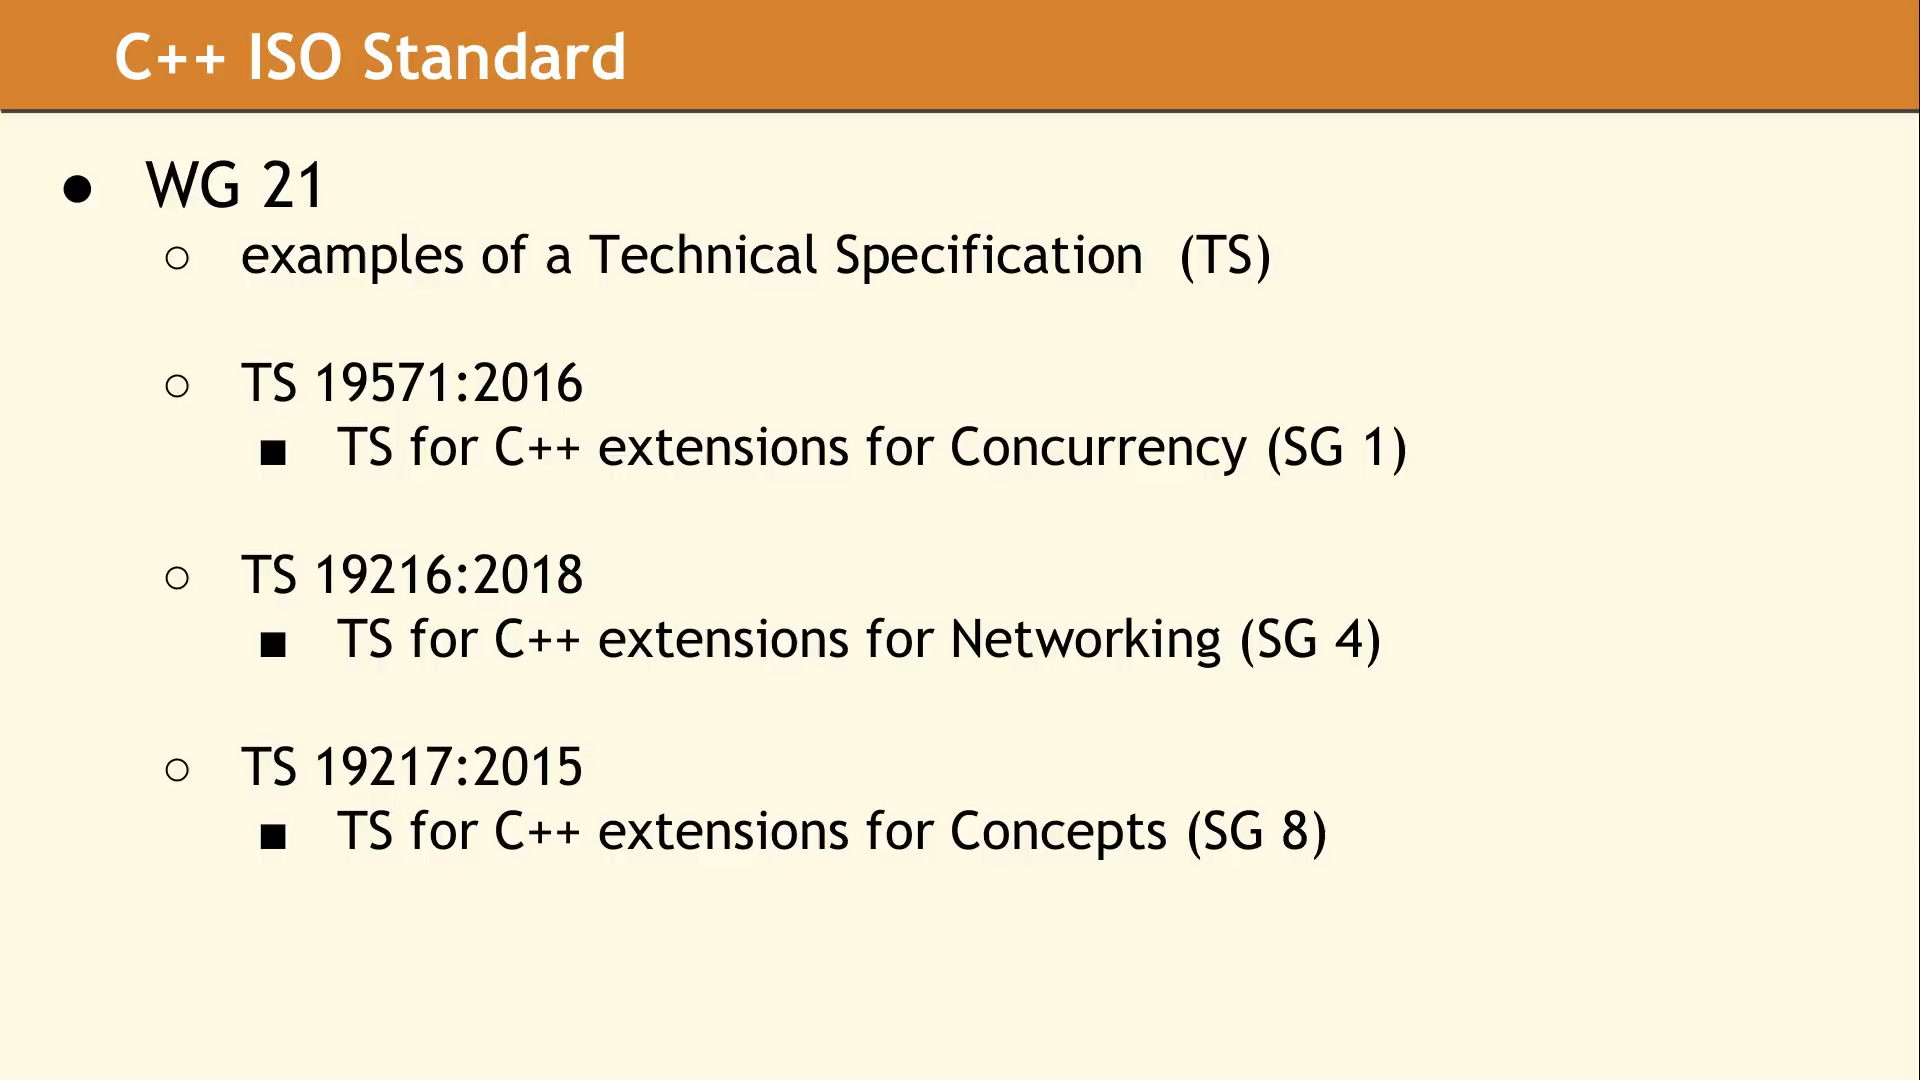 C++ ISO Standard
● WG 21
○ examples of a Technical Specification (TS)
○ TS 19571:2016
■ TS for C++ extensions for Concurrency (SG 1)
○ TS 19216:2018
■ TS for C++ extensions for Networking (SG 4)
○ TS 19217:2015
■ TS for C++ extensions for Concepts (SG 8)